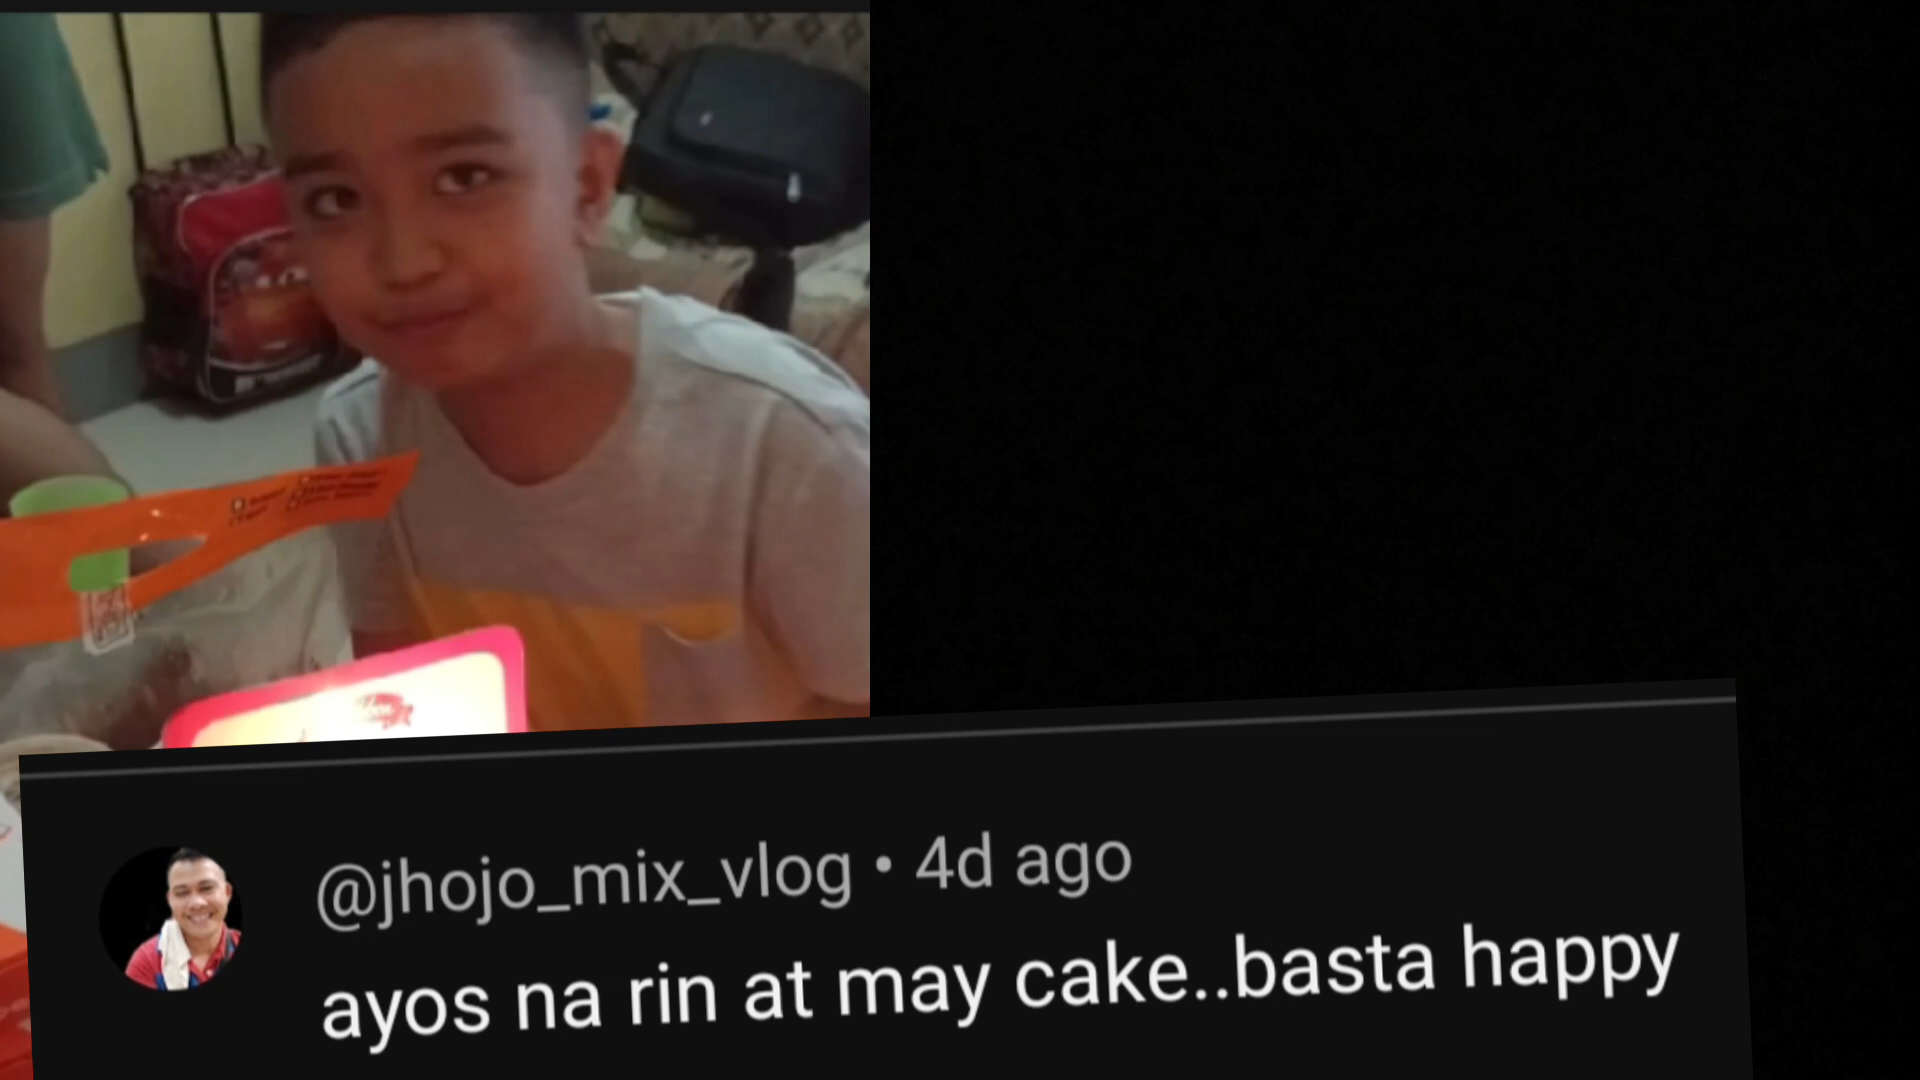 @jhojo_mix_vlog • 4d ago
ayos na rin at may cake..basta happy